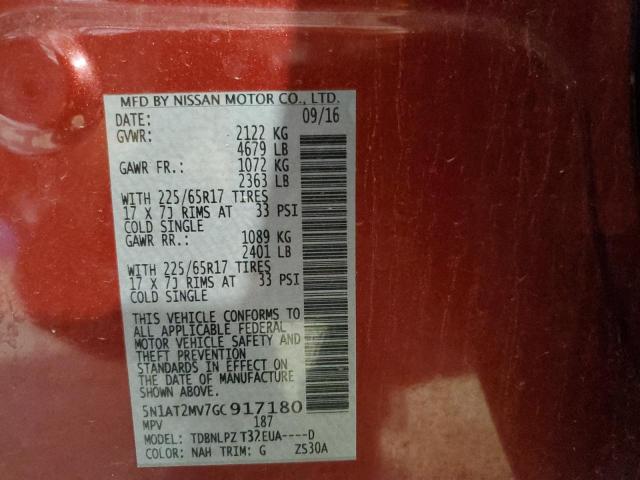 MFD BY NISSAN MOTOR CO., LTD.
DATE: 09/16
GVWR: 2122 KG
4679 LB
GAWR FR.: 1072 KG
2363 LB
WITH 225/65R17 TIRES
17 X 7J RIMS AT 33 PSI
COLD SINGLE
GAWR RR.: 1089 KG
2401 LB
WITH 225/65R17 TIRES
17 X 7J RIMS AT 33 PSI
COLD SINGLE
THIS VEHICLE CONFORMS TO
ALL APPLICABLE FEDERAL
MOTOR VEHICLE SAFETY AND
THEFT PREVENTION
STANDARDS IN EFFECT ON
THE DATE OF MANUFACTURE
SHOWN ABOVE.
5N1AT2MV7GC917180
MPV 187
MODEL: TDBNLPZ T32EUA----D
COLOR: NAH TRIM: G ZS30A